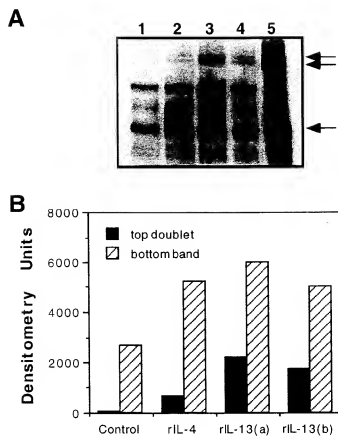 A
1 2 3 4 5
B
8000
6000
4000
2000
0
Densitometry Units
top doublet
bottom band
Control rIL-4 rIL-13(a) rIL-13(b)